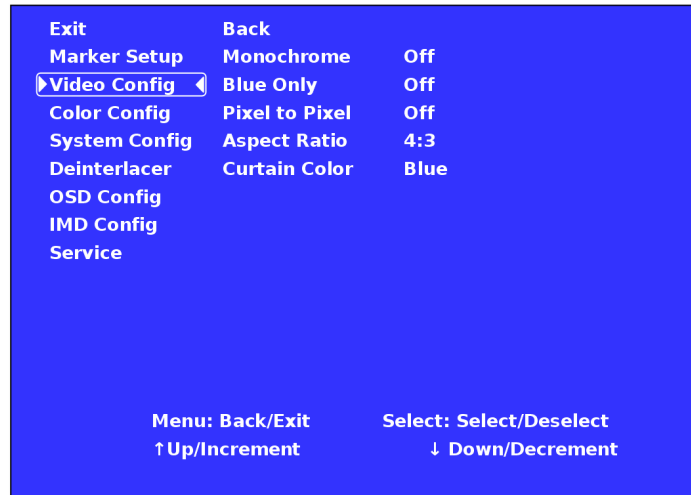 Exit Back
Marker Setup Monochrome Off
Video Config Blue Only Off
Color Config Pixel to Pixel Off
System Config Aspect Ratio 4:3
Deinterlacer Curtain Color Blue
OSD Config
IMD Config
Service
Menu: Back/Exit Select: Select/Deselect
↑Up/Increment ↓ Down/Decrement